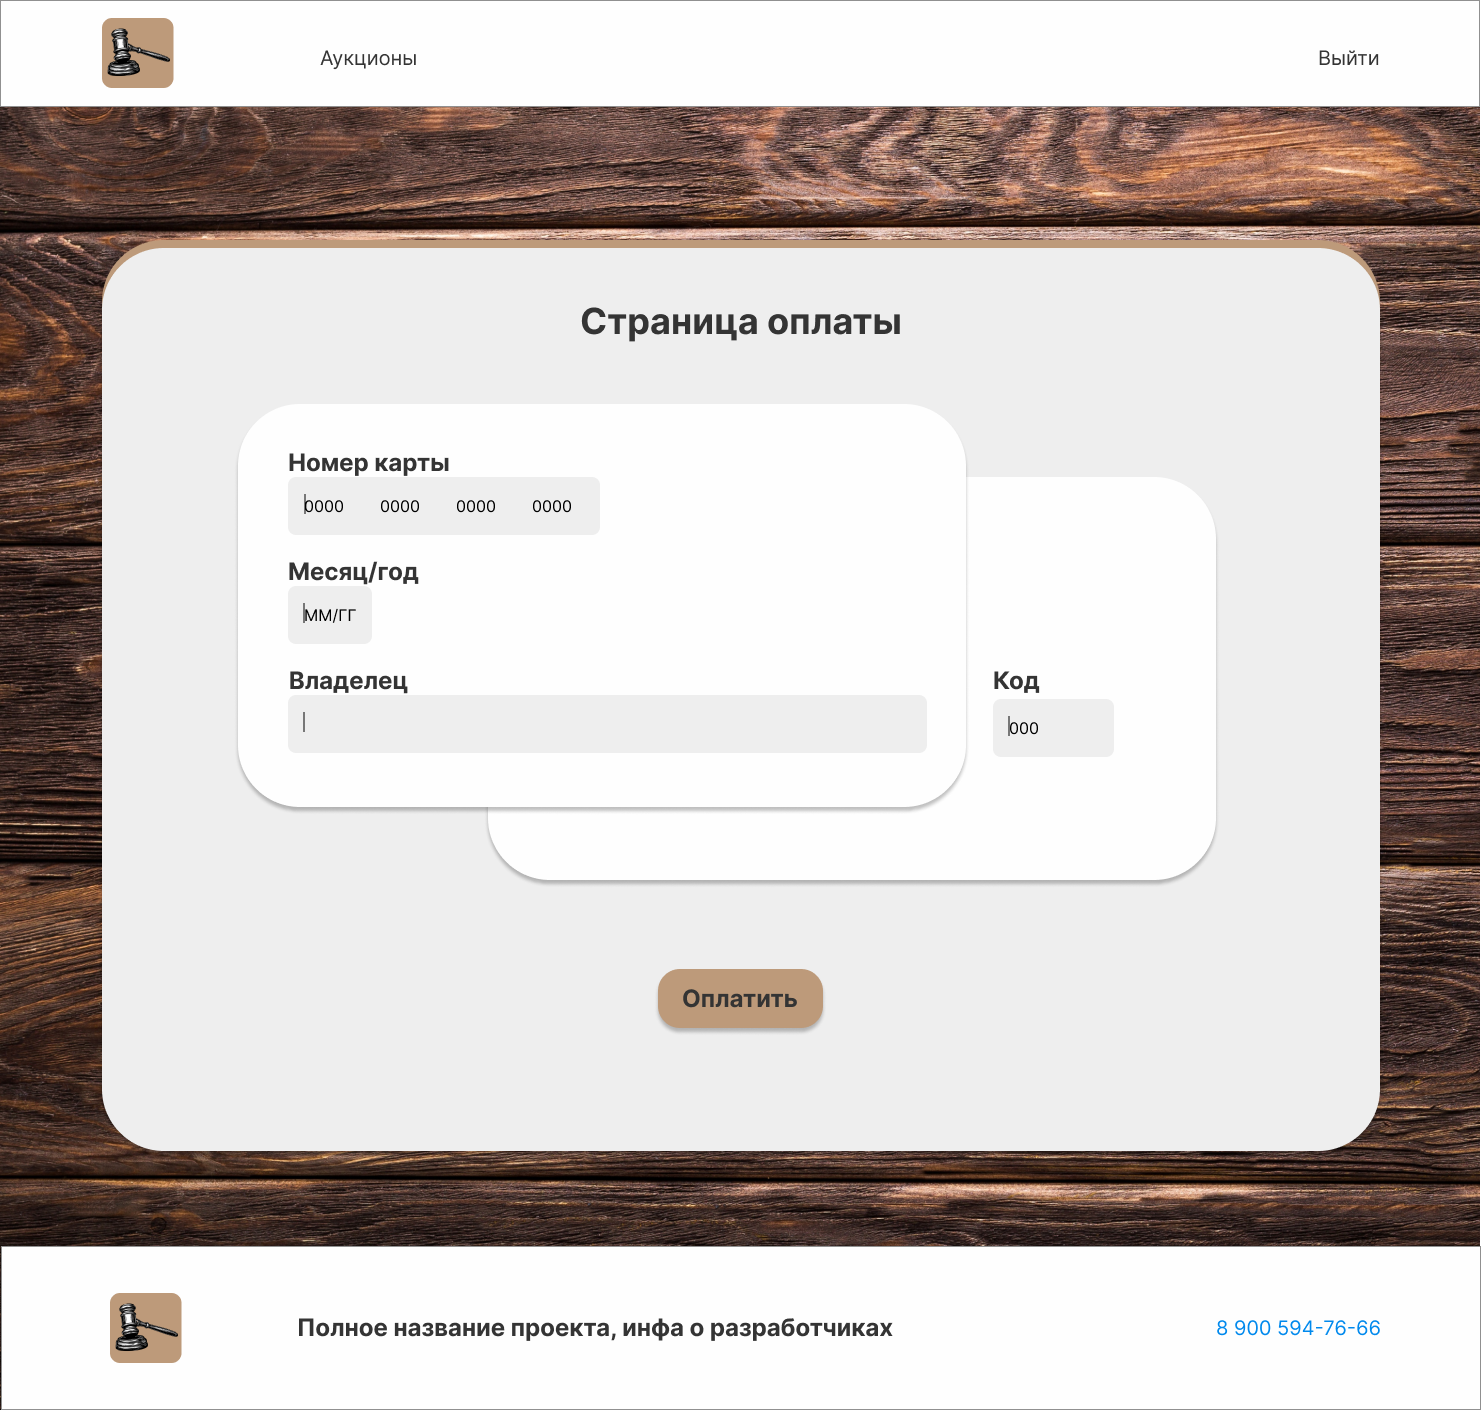 Аукционы
Выйти
Страница оплаты
Номер карты
0000 0000 0000 0000
Месяц/год
ММ/ГГ
Владелец
Код
000
Оплатить
Полное название проекта, инфа о разработчиках
8 900 594-76-66